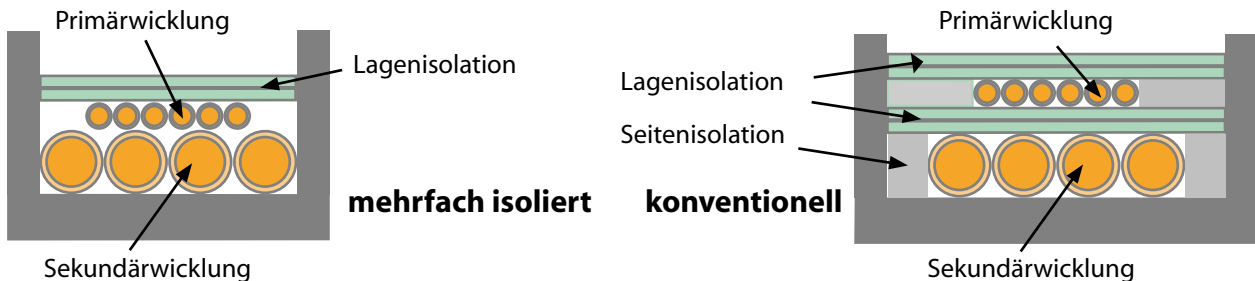 Primärwicklung
Lagenisolation
mehrfach isoliert
Sekundärwicklung
Primärwicklung
Lagenisolation
Seitenisolation
konventionell
Sekundärwicklung